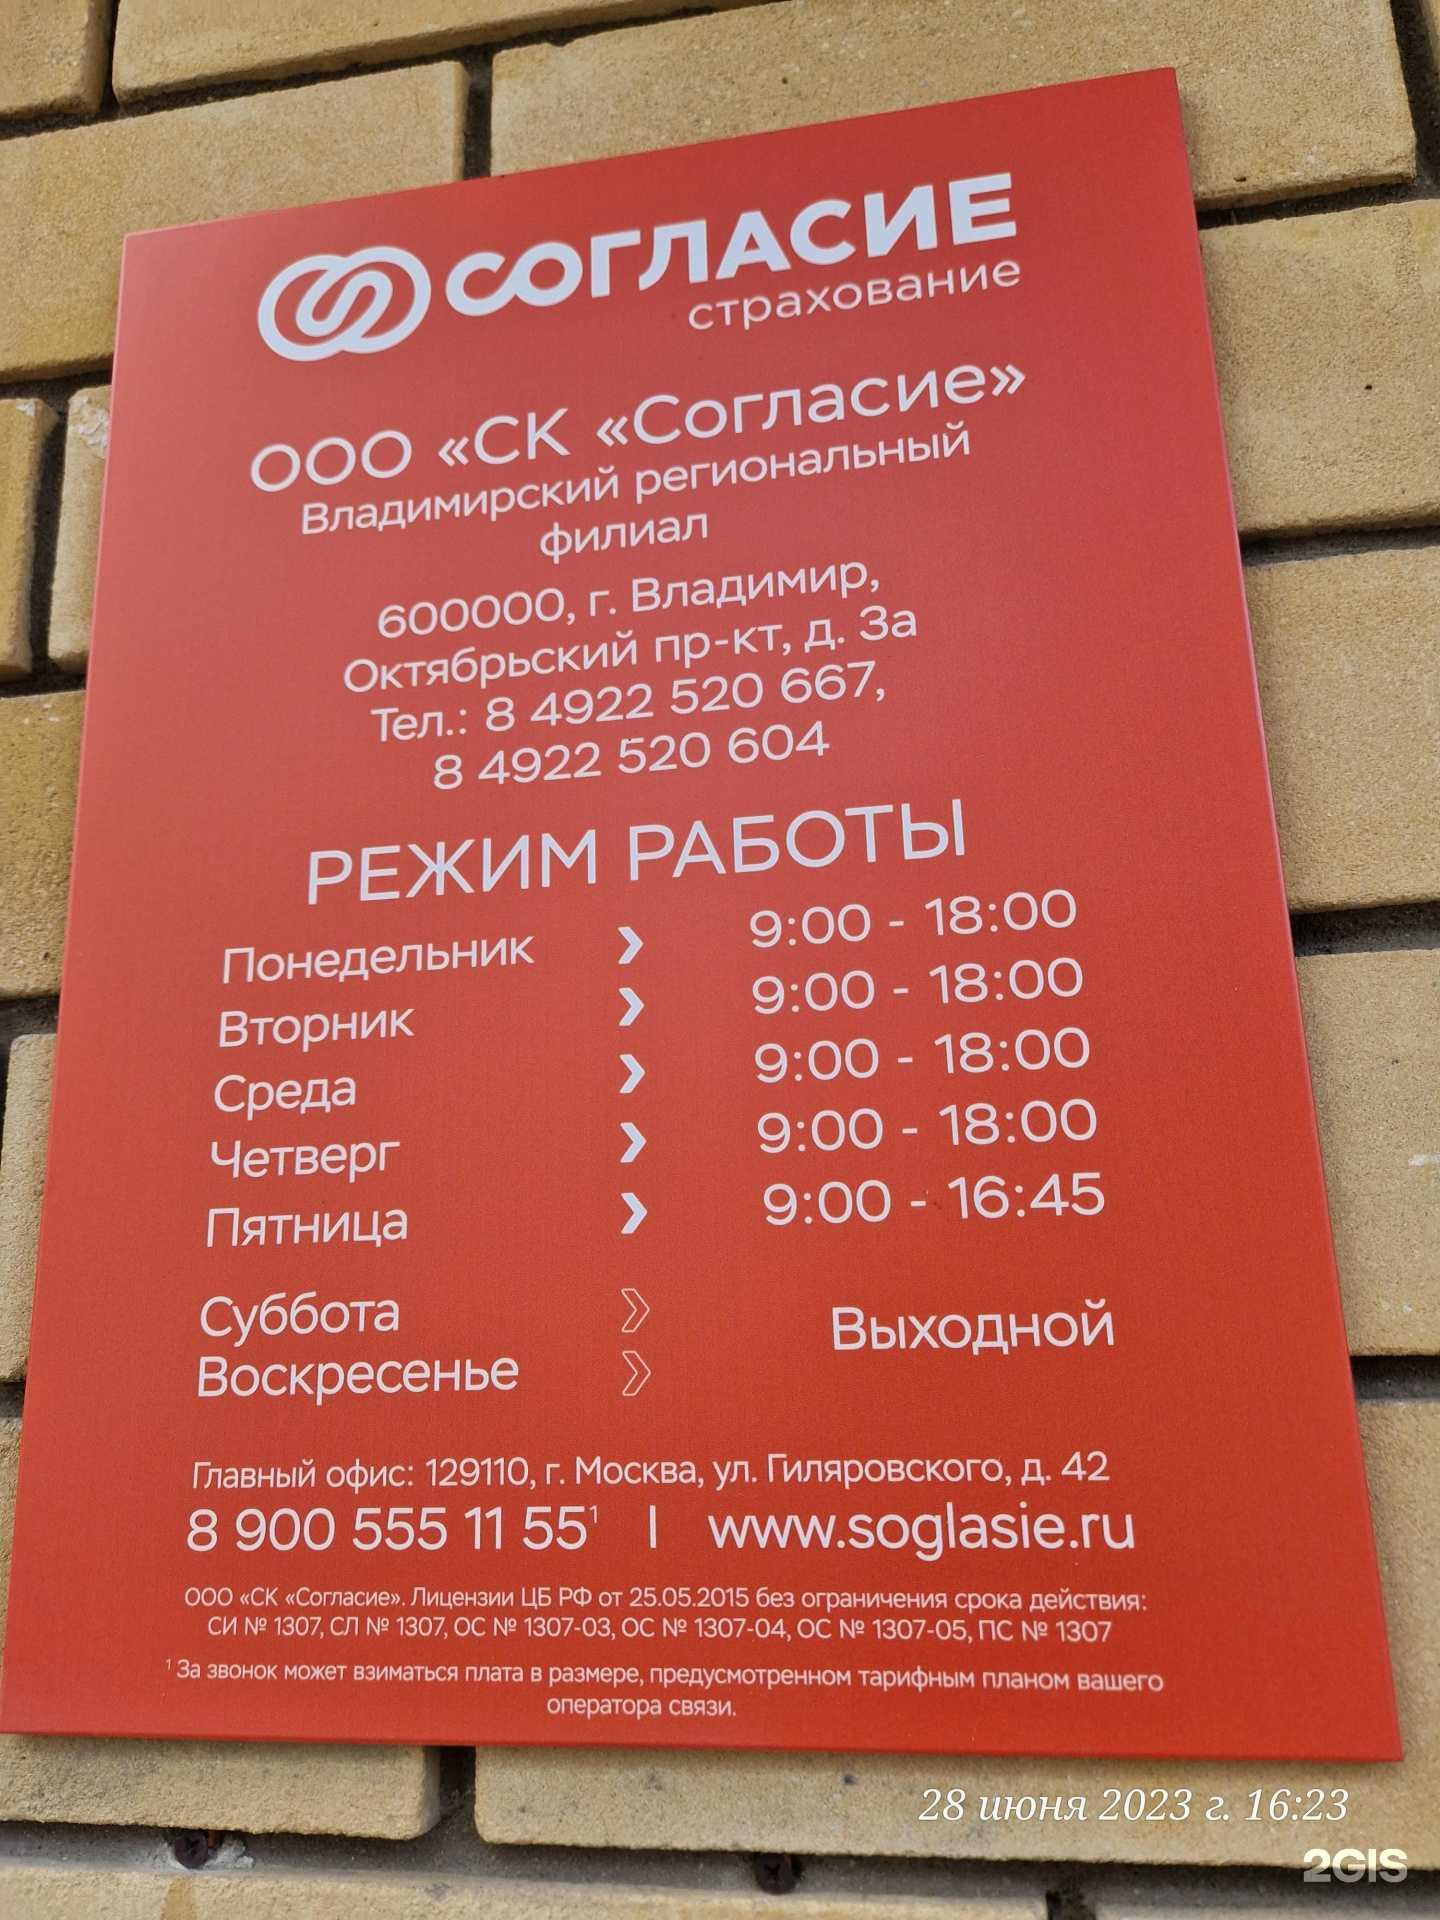 СОГЛАСИЕ
страхование
ООО «СК «Согласие»
Владимирский региональный
филиал
600000, г. Владимир,
Октябрьский пр-кт, д. 3а
Тел.: 8 4922 520 667,
8 4922 520 604
РЕЖИМ РАБОТЫ
Понедельник › 9:00 - 18:00
Вторник › 9:00 - 18:00
Среда › 9:00 - 18:00
Четверг › 9:00 - 18:00
Пятница › 9:00 - 16:45
Суббота ›
Выходной
Воскресенье ›
Главный офис: 129110, г. Москва, ул. Гиляровского, д. 42
8 900 555 11 55¹ | www.soglasie.ru
ООО «СК «Согласие». Лицензии ЦБ РФ от 25.05.2015 без ограничения срока действия:
СИ № 1307, СЛ № 1307, ОС № 1307-03, ОС № 1307-04, ОС № 1307-05, ПС № 1307
¹ За звонок может взиматься плата в размере, предусмотренном тарифным планом вашего
оператора связи.
28 июня 2023 г. 16:23
2GIS